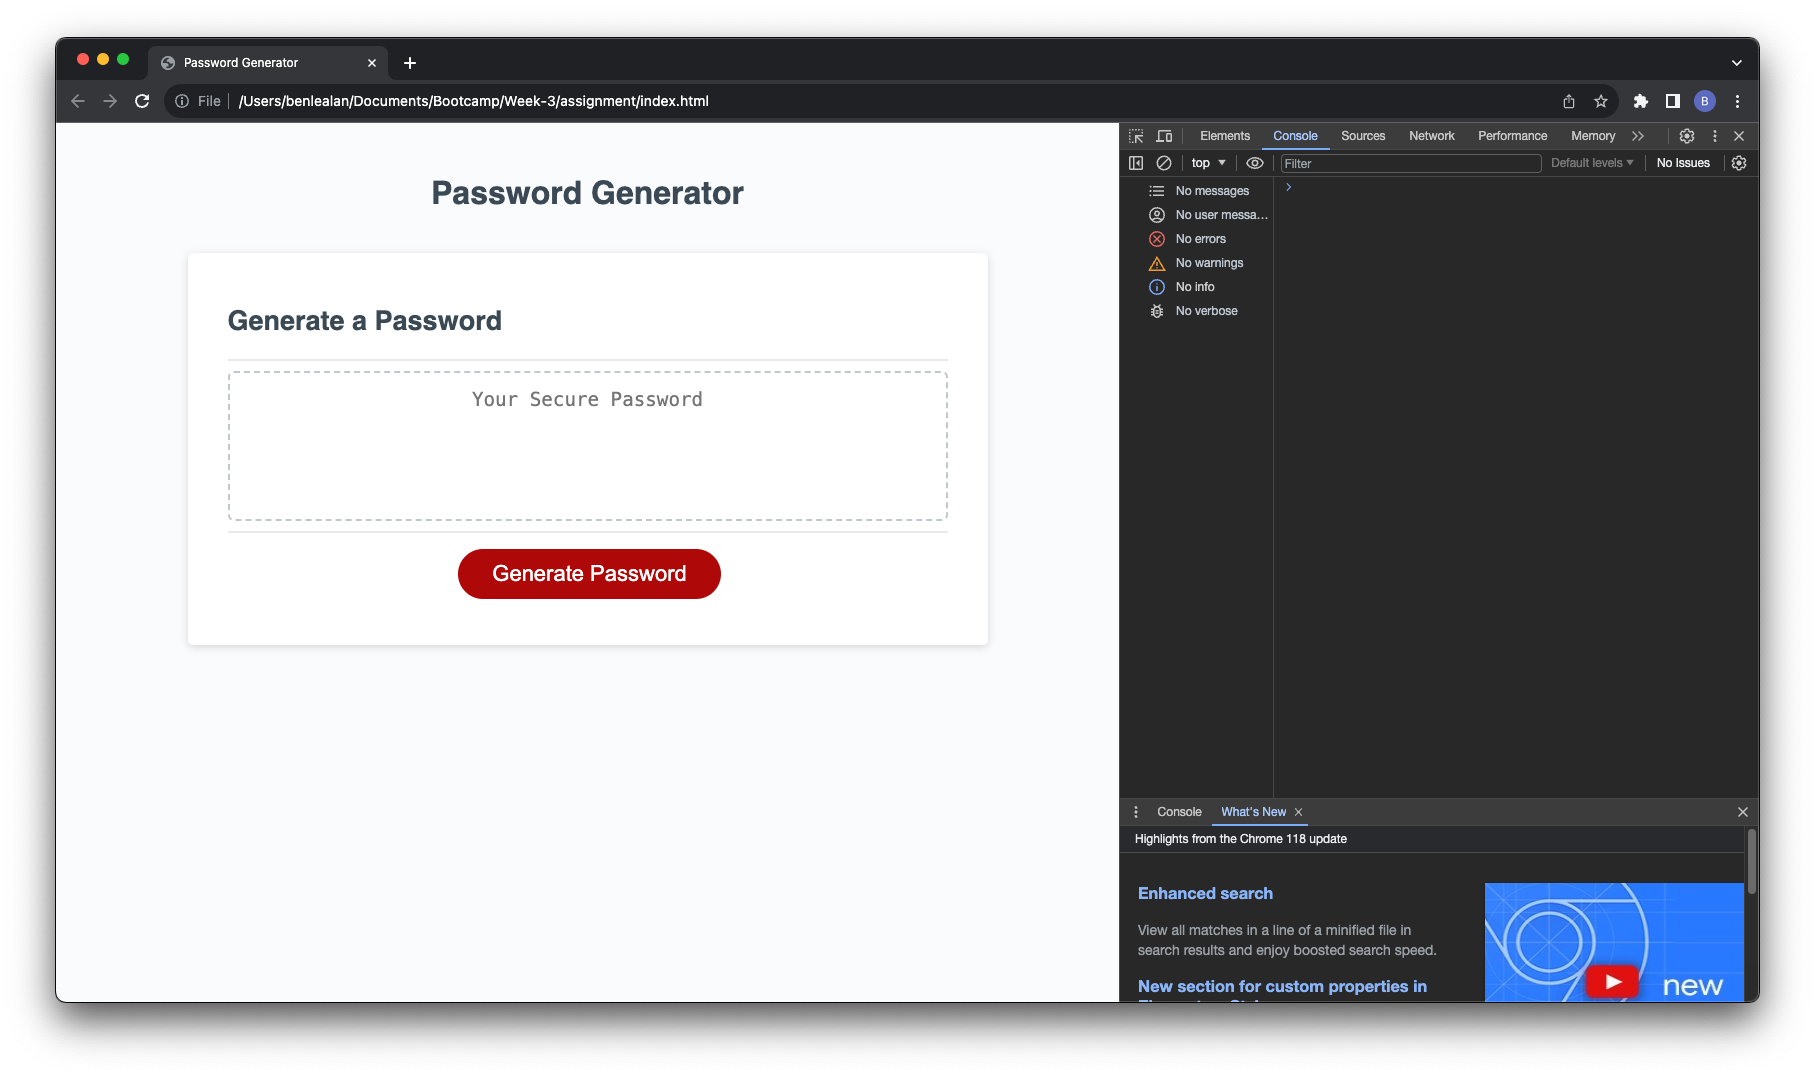 Password Generator
File
/Users/benlealan/Documents/Bootcamp/Week-3/assignment/index.html
B
Password Generator
Generate a Password
Your Secure Password
Generate Password
Elements Console Sources Network Performance Memory
top Filter Default levels No Issues
No messages
No user messa...
No errors
No warnings
No info
No verbose
Console What's New
Highlights from the Chrome 118 update
Enhanced search
View all matches in a line of a minified file in
search results and enjoy boosted search speed.
New section for custom properties in
new